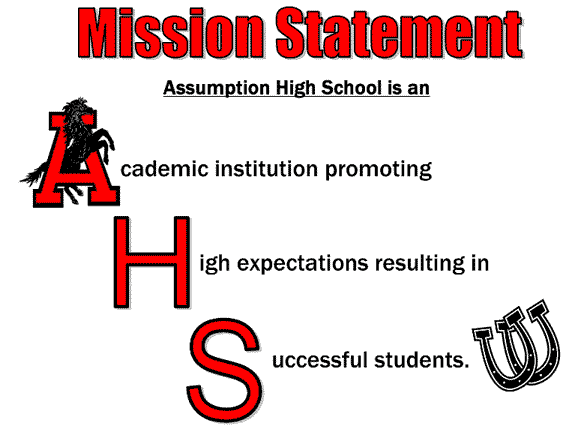 Mission Statement
Assumption High School is an
Academic institution promoting
High expectations resulting in
Successful students.